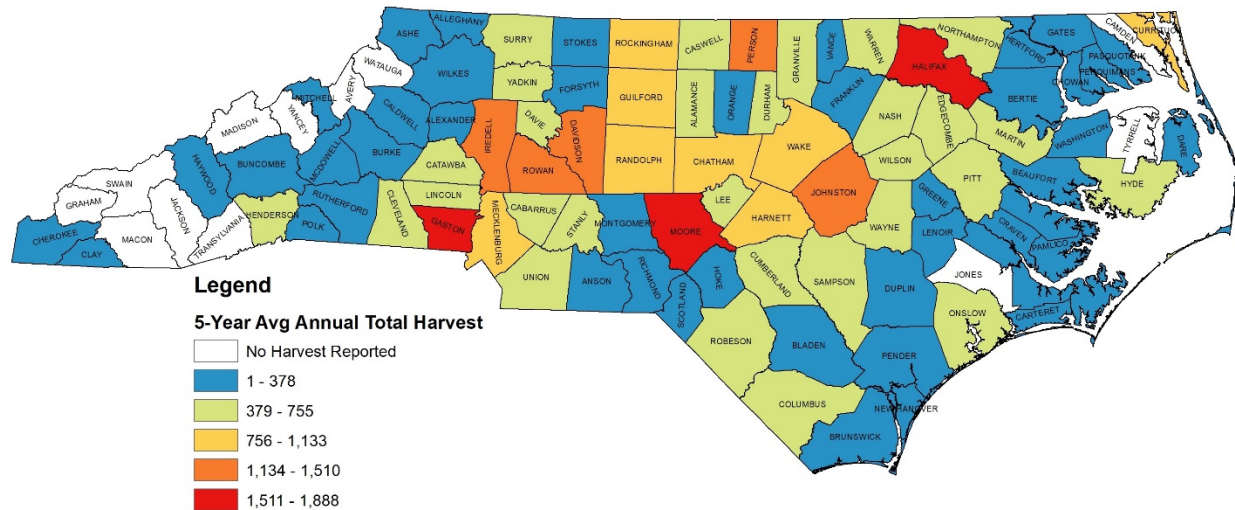 ALLEGHANY
ASHE
SURRY
STOKES
ROCKINGHAM
CASWELL
PERSON
GRANVILLE
VANCE
WARREN
NORTHAMPTON
HERTFORD
GATES
CAMDEN
CURRITUCK
PASQUOTANK
PERQUIMANS
CHOWAN
HALIFAX
WATAUGA
WILKES
YADKIN
FORSYTH
GUILFORD
ALAMANCE
ORANGE
DURHAM
FRANKLIN
BERTIE
MITCHELL
AVERY
CALDWELL
ALEXANDER
DAVIE
IREDELL
DAVIDSON
NASH
EDGECOMBE
MARTIN
WASHINGTON
TYRRELL
DARE
MADISON
YANCEY
BURKE
CATAWBA
ROWAN
RANDOLPH
CHATHAM
WAKE
WILSON
PITT
BEAUFORT
HYDE
HAYWOOD
BUNCOMBE
MCDOWELL
LINCOLN
JOHNSTON
GREENE
SWAIN
GRAHAM
JACKSON
HENDERSON
RUTHERFORD
POLK
CLEVELAND
GASTON
MECKLENBURG
CABARRUS
STANLY
MONTGOMERY
MOORE
LEE
HARNETT
WAYNE
LENOIR
CRAVEN
PAMLICO
CHEROKEE
CLAY
MACON
TRANSYLVANIA
UNION
ANSON
RICHMOND
SCOTLAND
HOKE
CUMBERLAND
SAMPSON
DUPLIN
JONES
ONSLOW
CARTERET
ROBESON
BLADEN
PENDER
COLUMBUS
NEW HANOVER
BRUNSWICK
Legend
5-Year Avg Annual Total Harvest
No Harvest Reported
1 - 378
379 - 755
756 - 1,133
1,134 - 1,510
1,511 - 1,888